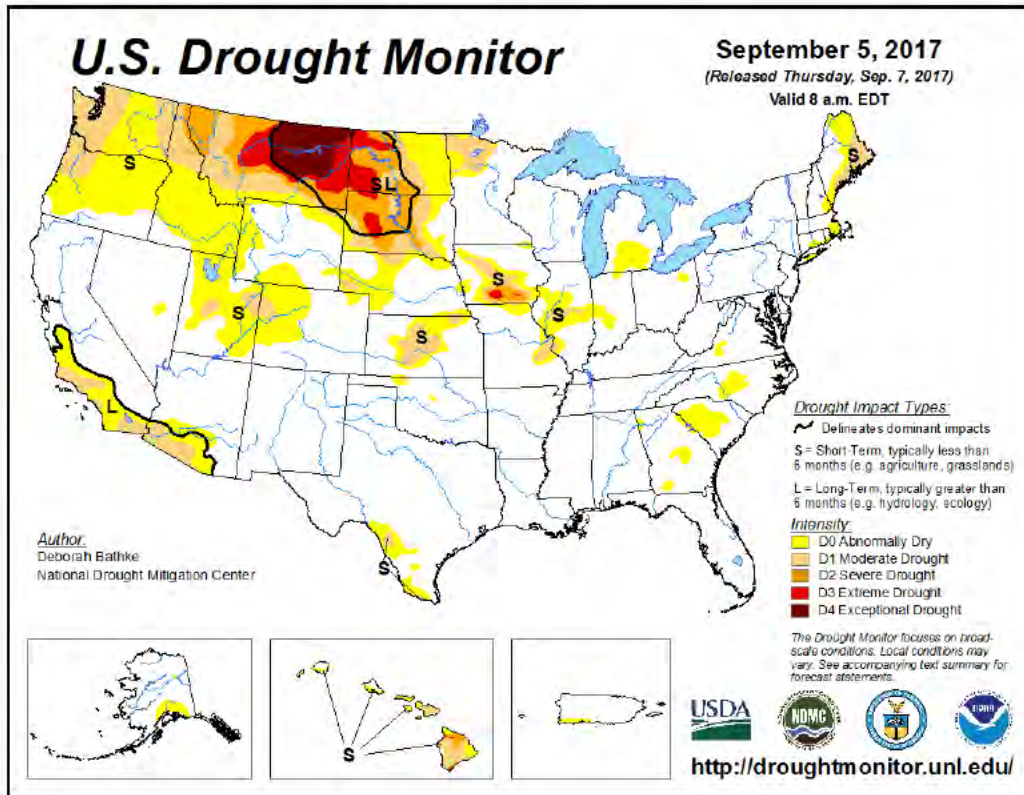 U.S. Drought Monitor
September 5, 2017
(Released Thursday, Sep. 7, 2017)
Valid 8 a.m. EDT
S
S
SL
S
S
S
S
S
L
S
Drought Impact Types:
Delineates dominant impacts
S = Short-Term, typically less than
6 months (e.g. agriculture, grasslands)
L = Long-Term, typically greater than
6 months (e.g. hydrology, ecology)
Intensity:
D0 Abnormally Dry
D1 Moderate Drought
D2 Severe Drought
D3 Extreme Drought
D4 Exceptional Drought
Author:
Deborah Bathke
National Drought Mitigation Center
The Drought Monitor focuses on broad-
scale conditions. Local conditions may
vary. See accompanying text summary for
forecast statements.
S
USDA
NDMC
NOAA
http://droughtmonitor.unl.edu/